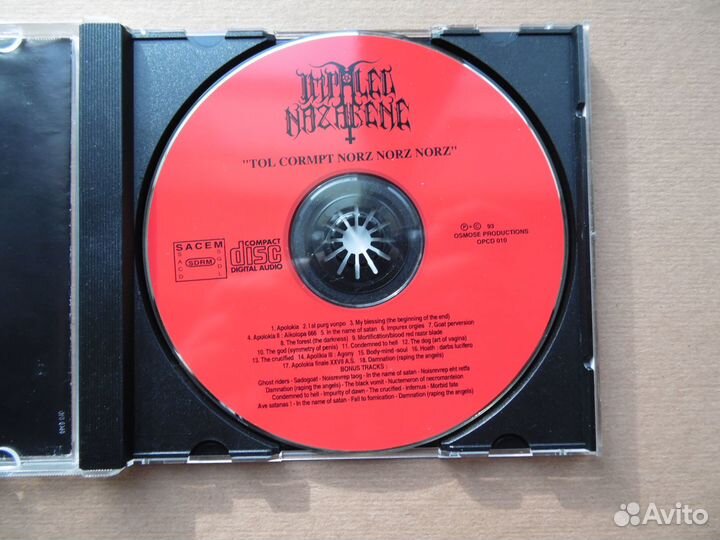 IMPALED
NAZARENE
"TOL CORMPT NORZ NORZ NORZ"
SACEM
SACD
SDRM
SGDL
COMPACT
disc
DIGITAL AUDIO
℗ + © 93
OSMOSE PRODUCTIONS
OPCD 010
1. Apolokia 2. I al purg vonpo 3. My blessing (the beginning of the end)
4. Apolokia II : Aikolopa 666 5. In the name of satan 6. Impurex orgies 7. Goat perversion
8. The forest (the darkness) 9. Mortification/blood red razor blade
10. The god (symmetry of penis) 11. Condemned to hell 12. The dog (art of vagina)
13. The crucified 14. Apolikia III : Agony 15. Body-mind -soul 16. Hoath : darbs lucifero
17. Apolokia finale XXVII A.S. 18. Damnation (raping the angels)
BONUS TRACKS :
Ghost riders - Sadogoat - Noisrevrep taog - In the name of satan - Noisrevrep eht retfa
Damnation (raping the angels) - The black vomit - Nuctemeron of necromanteion
Condemned to hell - Impurity of dawn - The crucified - Infernus - Morbid fate
Ave satanas ! - In the name of satan - Fall to fornication - Damnation (raping the angels)
Avito